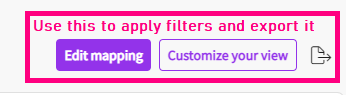 Use this to apply filters and export it
Edit mapping Customize your view